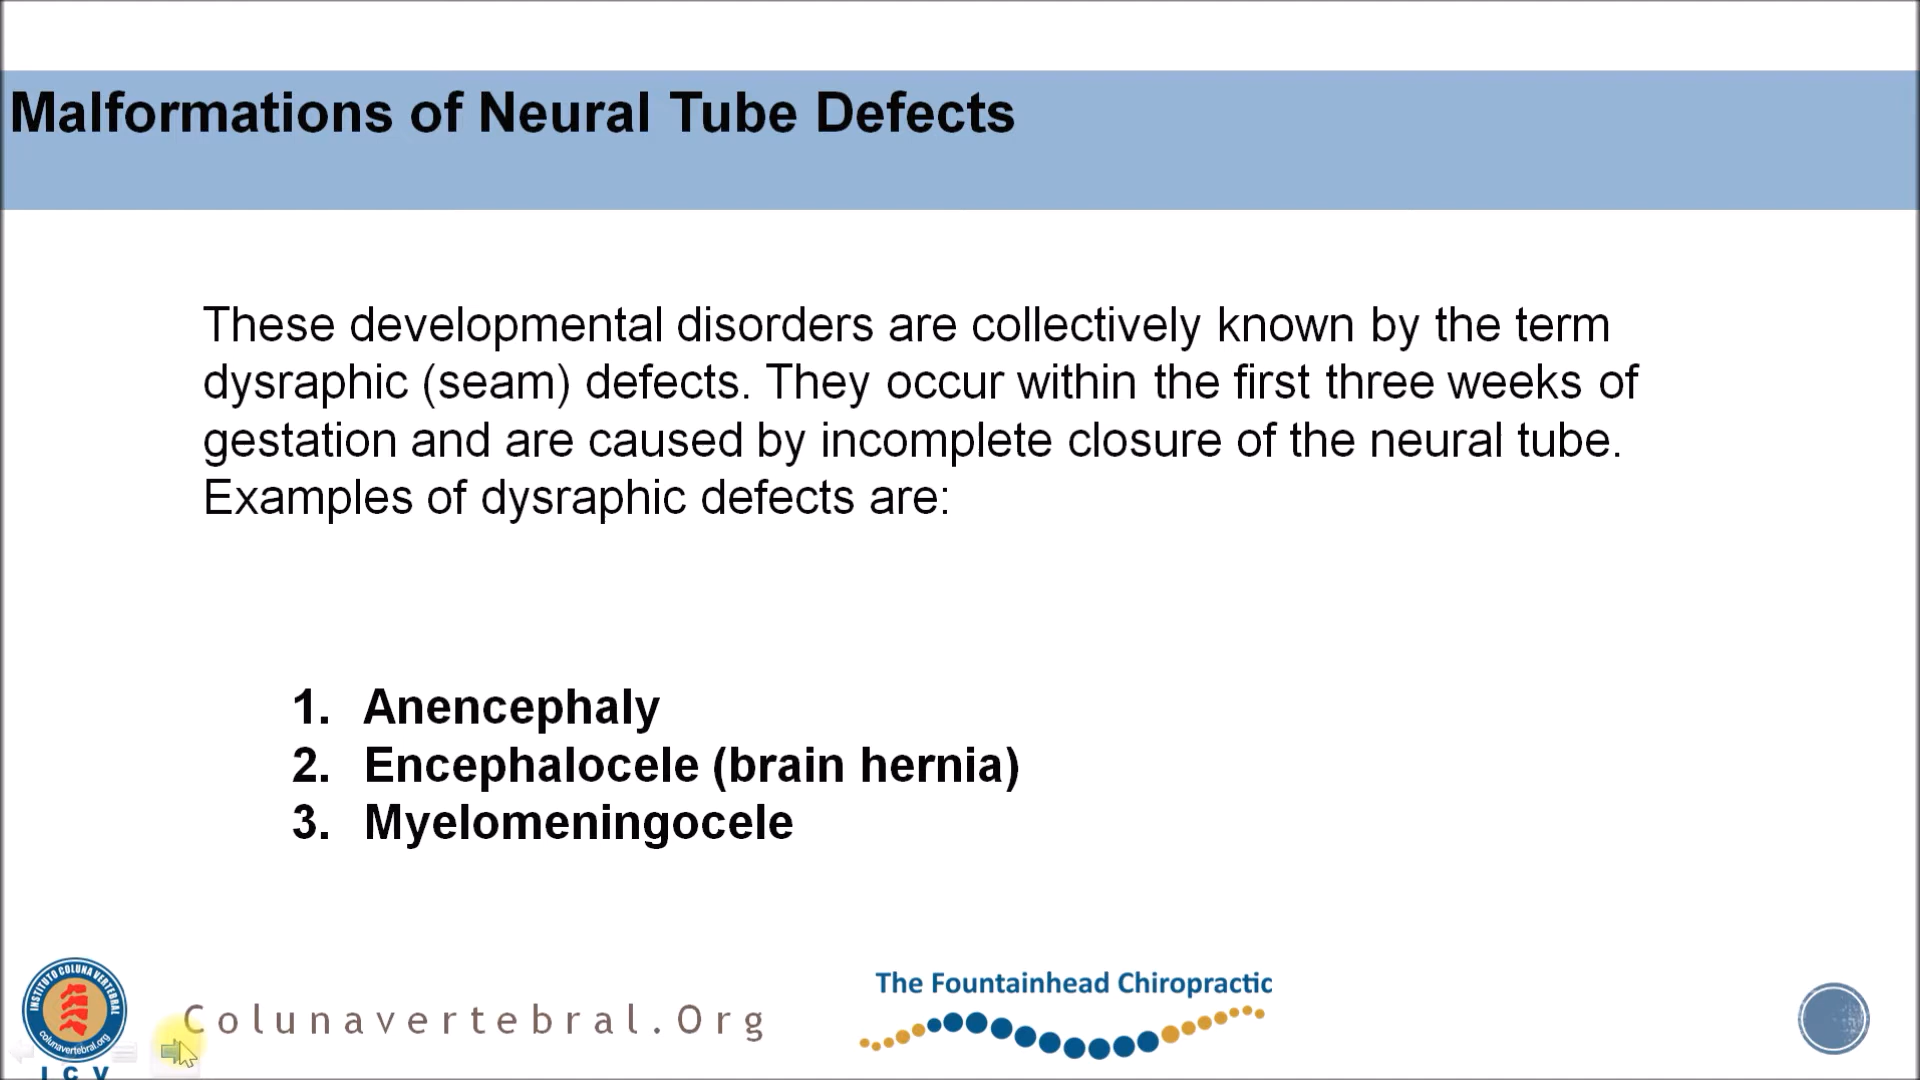 Malformations of Neural Tube Defects
These developmental disorders are collectively known by the term
dysraphic (seam) defects. They occur within the first three weeks of
gestation and are caused by incomplete closure of the neural tube.
Examples of dysraphic defects are:
1. Anencephaly
2. Encephalocele (brain hernia)
3. Myelomeningocele
INSTITUTO COLUNA VERTEBRAL
colunavertebral.org
I C V
Colunavertebral.Org
The Fountainhead Chiropractic